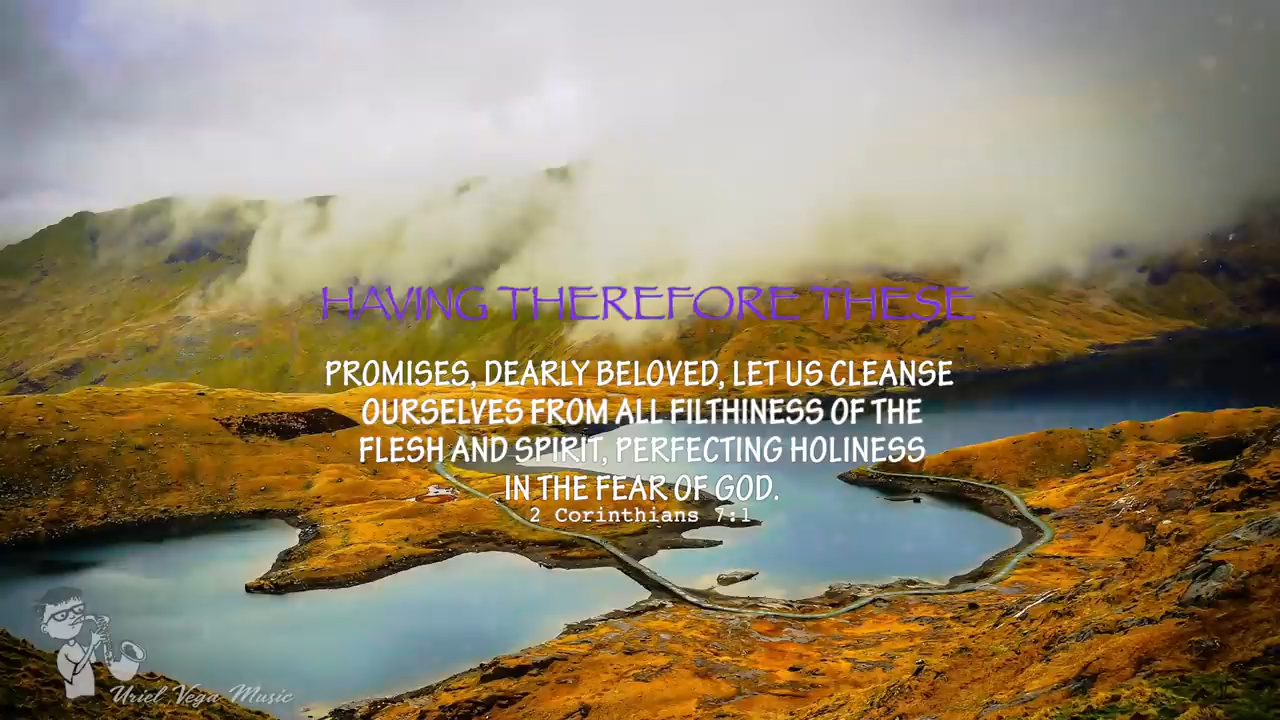 HAVING THEREFORE THESE
PROMISES, DEARLY BELOVED, LET US CLEANSE
OURSELVES FROM ALL FILTHINESS OF THE
FLESH AND SPIRIT, PERFECTING HOLINESS
IN THE FEAR OF GOD.
2 Corinthians 7:1
Uriel Vega Music